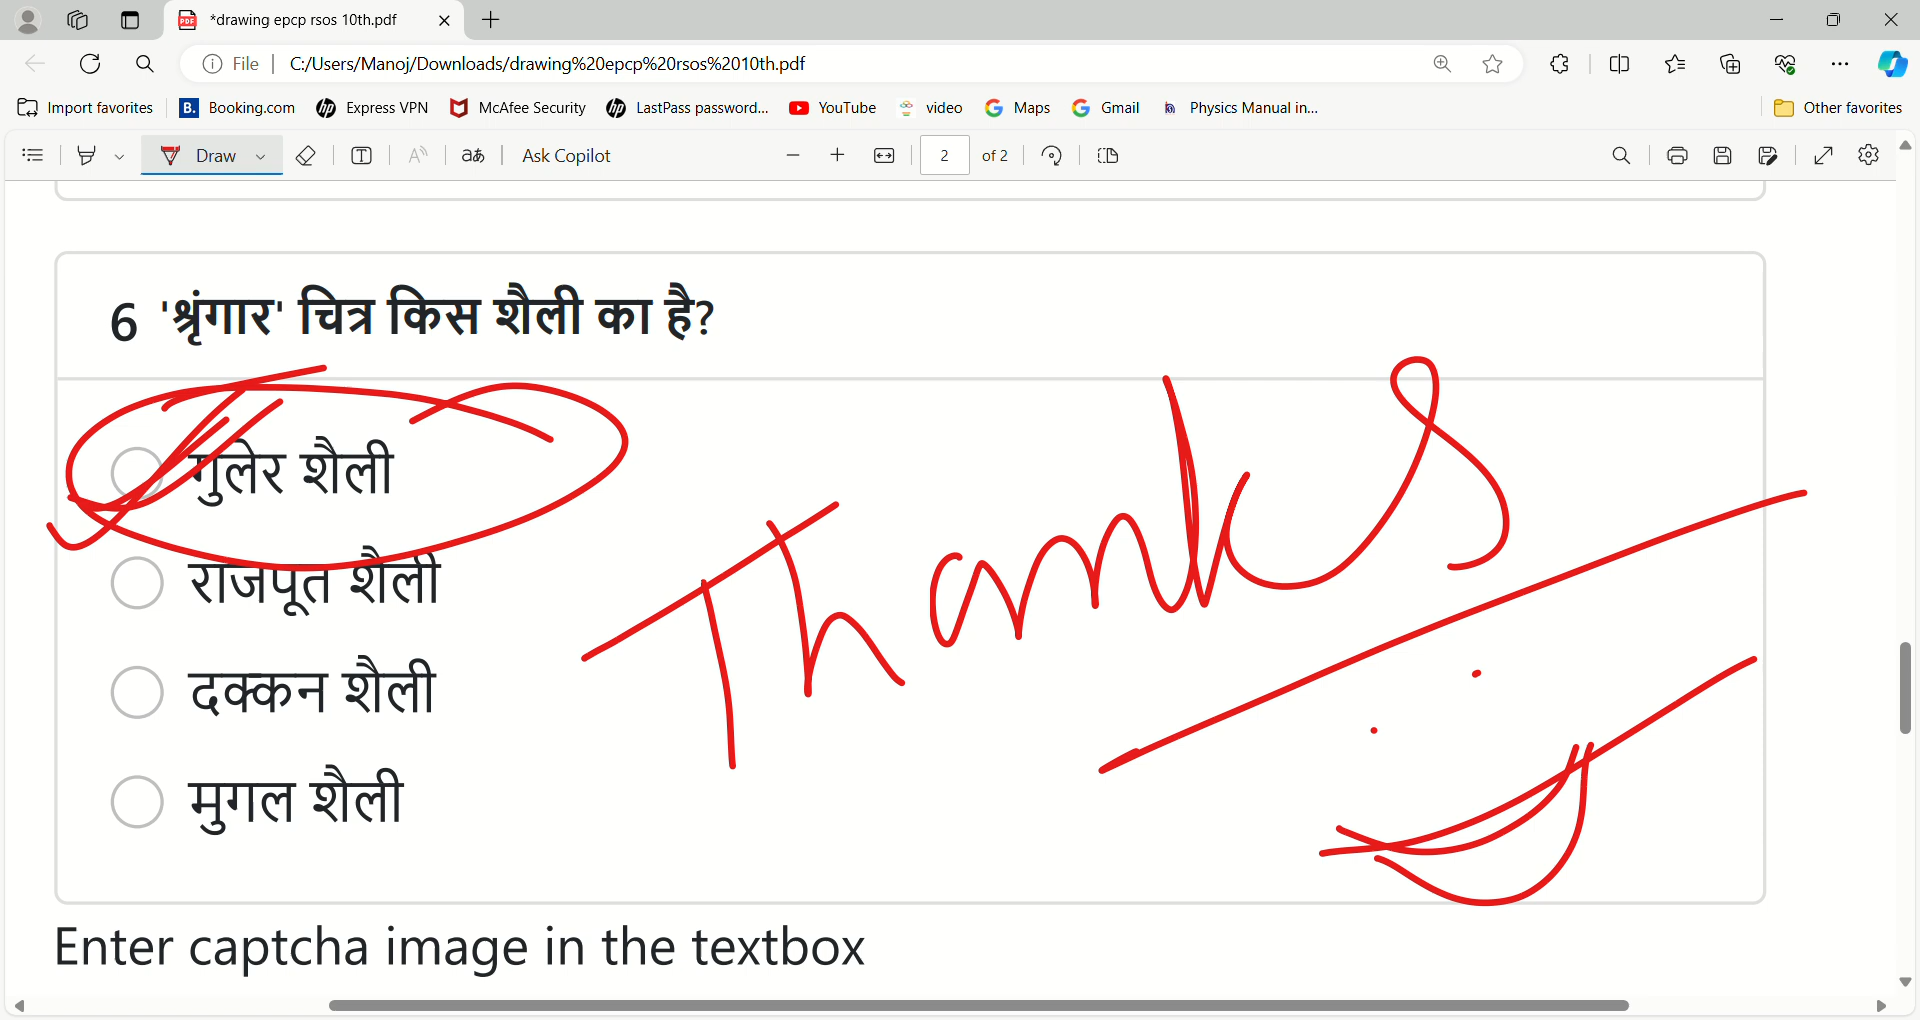 *drawing epcp rsos 10th.pdf
File C:/Users/Manoj/Downloads/drawing%20epcp%20rsos%2010th.pdf
Import favorites B. Booking.com hp Express VPN McAfee Security hp LastPass password... YouTube video Maps Gmail Physics Manual in... Other favorites
Draw Ask Copilot 2 of 2
6 'श्रृंगार' चित्र किस शैली का है?
गुलेर शैली
राजपूत शैली
दक्कन शैली
मुगल शैली
Thanks
Enter captcha image in the textbox